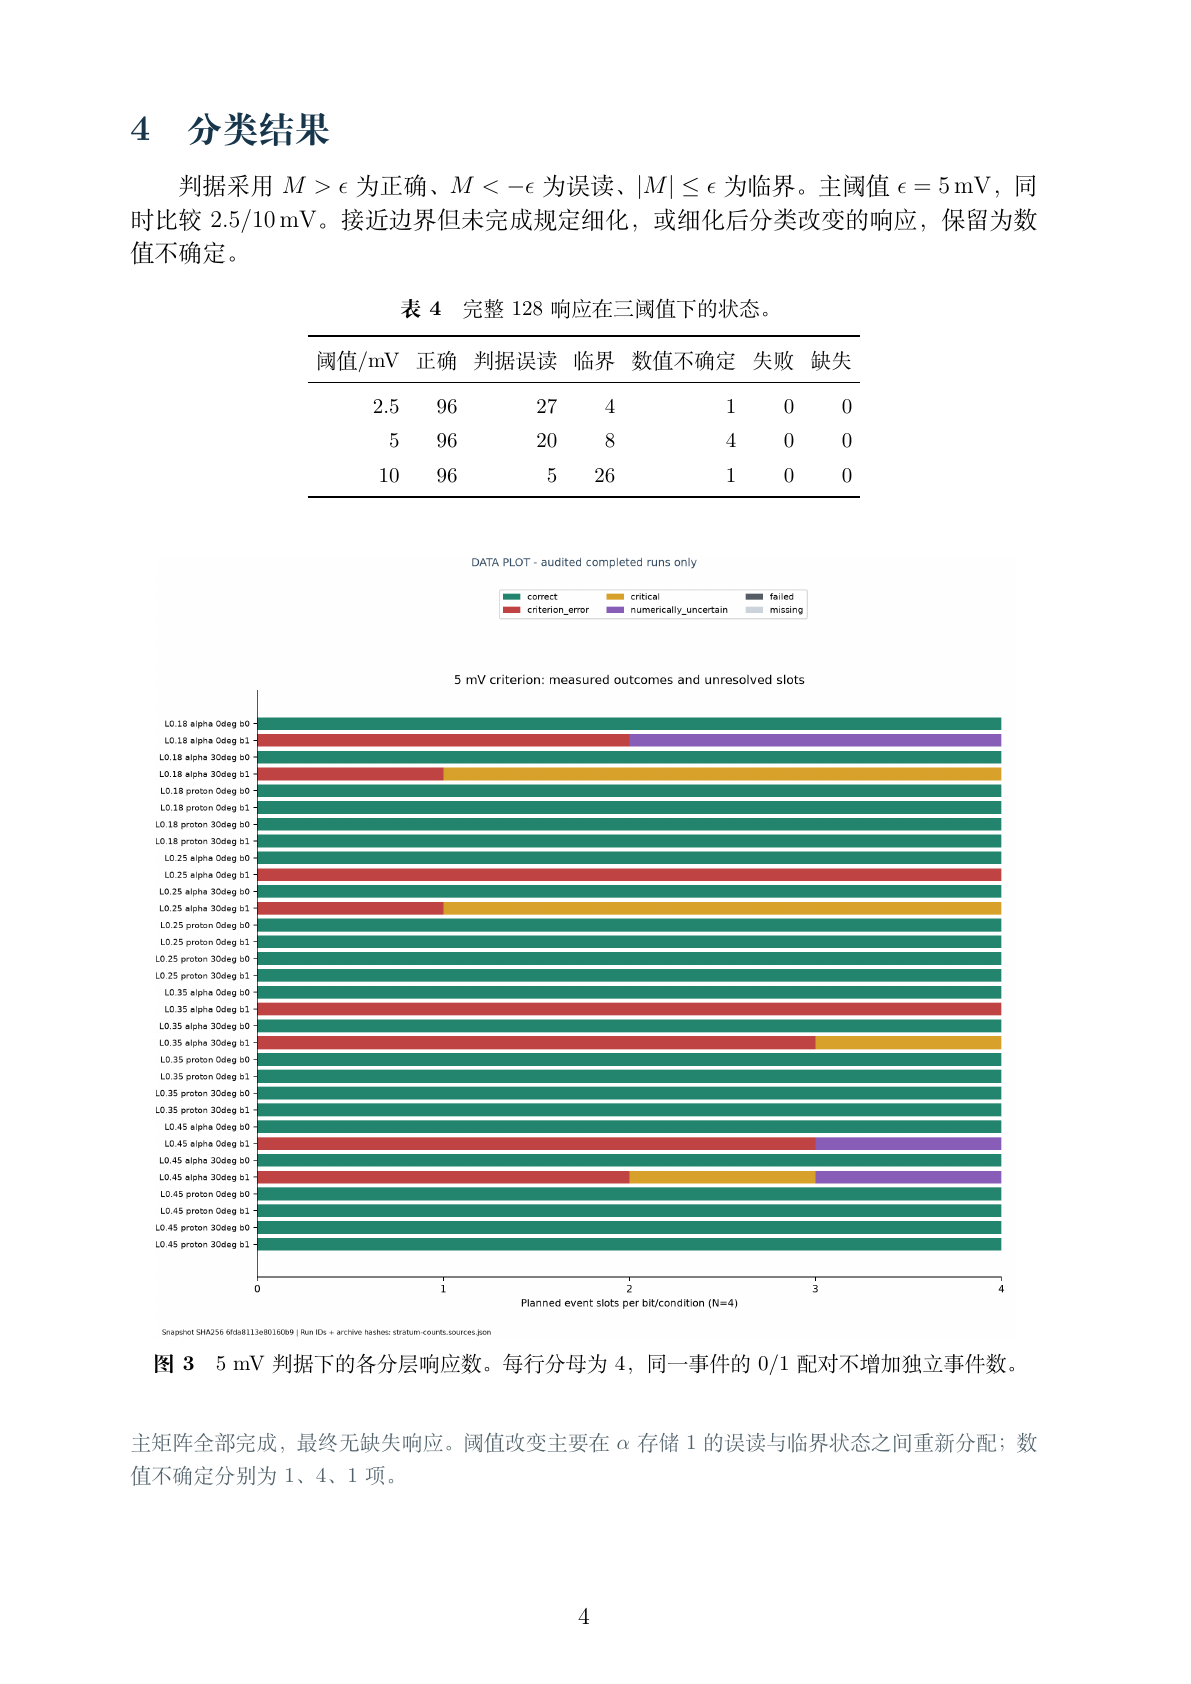 4 分类结果
判据采用 M > ϵ 为正确、M < −ϵ 为误读、|M| ≤ ϵ 为临界。主阈值 ϵ = 5 mV，同
时比较 2.5/10 mV。接近边界但未完成规定细化，或细化后分类改变的响应，保留为数
值不确定。
表 4 完整 128 响应在三阈值下的状态。
阈值/mV 正确 判据误读 临界 数值不确定 失败 缺失
2.5 96 27 4 1 0 0
5 96 20 8 4 0 0
10 96 5 26 1 0 0
DATA PLOT - audited completed runs only
correct critical failed
criterion_error numerically_uncertain missing
5 mV criterion: measured outcomes and unresolved slots
L0.18 alpha 0deg b0
L0.18 alpha 0deg b1
L0.18 alpha 30deg b0
L0.18 alpha 30deg b1
L0.18 proton 0deg b0
L0.18 proton 0deg b1
L0.18 proton 30deg b0
L0.18 proton 30deg b1
L0.25 alpha 0deg b0
L0.25 alpha 0deg b1
L0.25 alpha 30deg b0
L0.25 alpha 30deg b1
L0.25 proton 0deg b0
L0.25 proton 0deg b1
L0.25 proton 30deg b0
L0.25 proton 30deg b1
L0.35 alpha 0deg b0
L0.35 alpha 0deg b1
L0.35 alpha 30deg b0
L0.35 alpha 30deg b1
L0.35 proton 0deg b0
L0.35 proton 0deg b1
L0.35 proton 30deg b0
L0.35 proton 30deg b1
L0.45 alpha 0deg b0
L0.45 alpha 0deg b1
L0.45 alpha 30deg b0
L0.45 alpha 30deg b1
L0.45 proton 0deg b0
L0.45 proton 0deg b1
L0.45 proton 30deg b0
L0.45 proton 30deg b1
0 1 2 3 4
Planned event slots per bit/condition (N=4)
Snapshot SHA256 6fda8113e80160b9 | Run IDs + archive hashes: stratum-counts.sources.json
图 3 5 mV 判据下的各分层响应数。每行分母为 4，同一事件的 0/1 配对不增加独立事件数。
主矩阵全部完成，最终无缺失响应。阈值改变主要在 α 存储 1 的误读与临界状态之间重新分配；数
值不确定分别为 1、4、1 项。
4